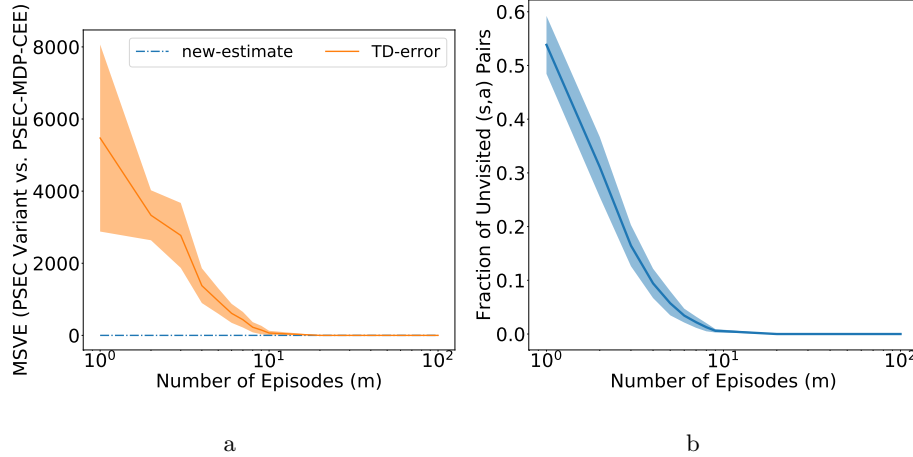 MSVE (PSEC Variant vs. PSEC-MDP-CEE)
8000
6000
4000
2000
0
new-estimate
TD-error
10^0
10^1
10^2
Number of Episodes (m)
a
Fraction of Unvisited (s,a) Pairs
0.6
0.5
0.4
0.3
0.2
0.1
0.0
10^0
10^1
10^2
Number of Episodes (m)
b